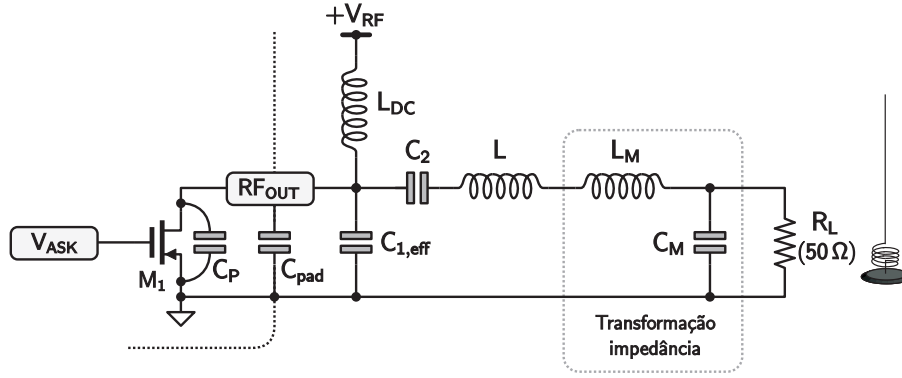 +V_RF
L_DC
C_2
L
L_M
RF_OUT
V_ASK
M_1
C_P
C_pad
C_1,eff
C_M
R_L
(50 Ω)
Transformação
impedância